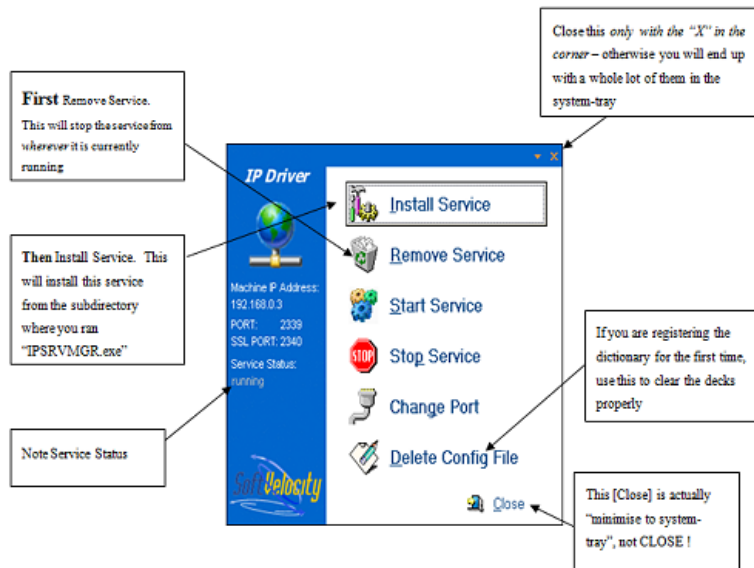 Close this only with the “X” in the
corner – otherwise you will end up
with a whole lot of them in the
system-tray
First Remove Service.
This will stop the service from
wherever it is currently
running
Then Install Service. This
will install this service
from the subdirectory
where you ran
“IPSRVMGR.exe”
Note Service Status
IP Driver
Machine IP Address:
192.168.0.3
PORT: 2339
SSL PORT: 2340
Service Status:
running
SoftVelocity
Install Service
Remove Service
Start Service
STOP
Stop Service
Change Port
Delete Config File
Close
If you are registering the
dictionary for the first time,
use this to clear the decks
properly
This [Close] is actually
“minimise to system-
tray”, not CLOSE !